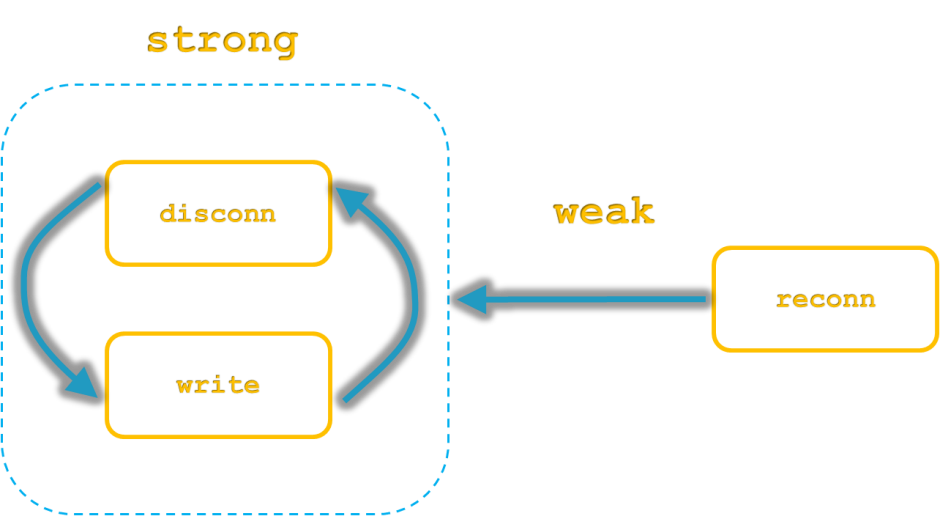 strong
disconn
weak
reconn
write